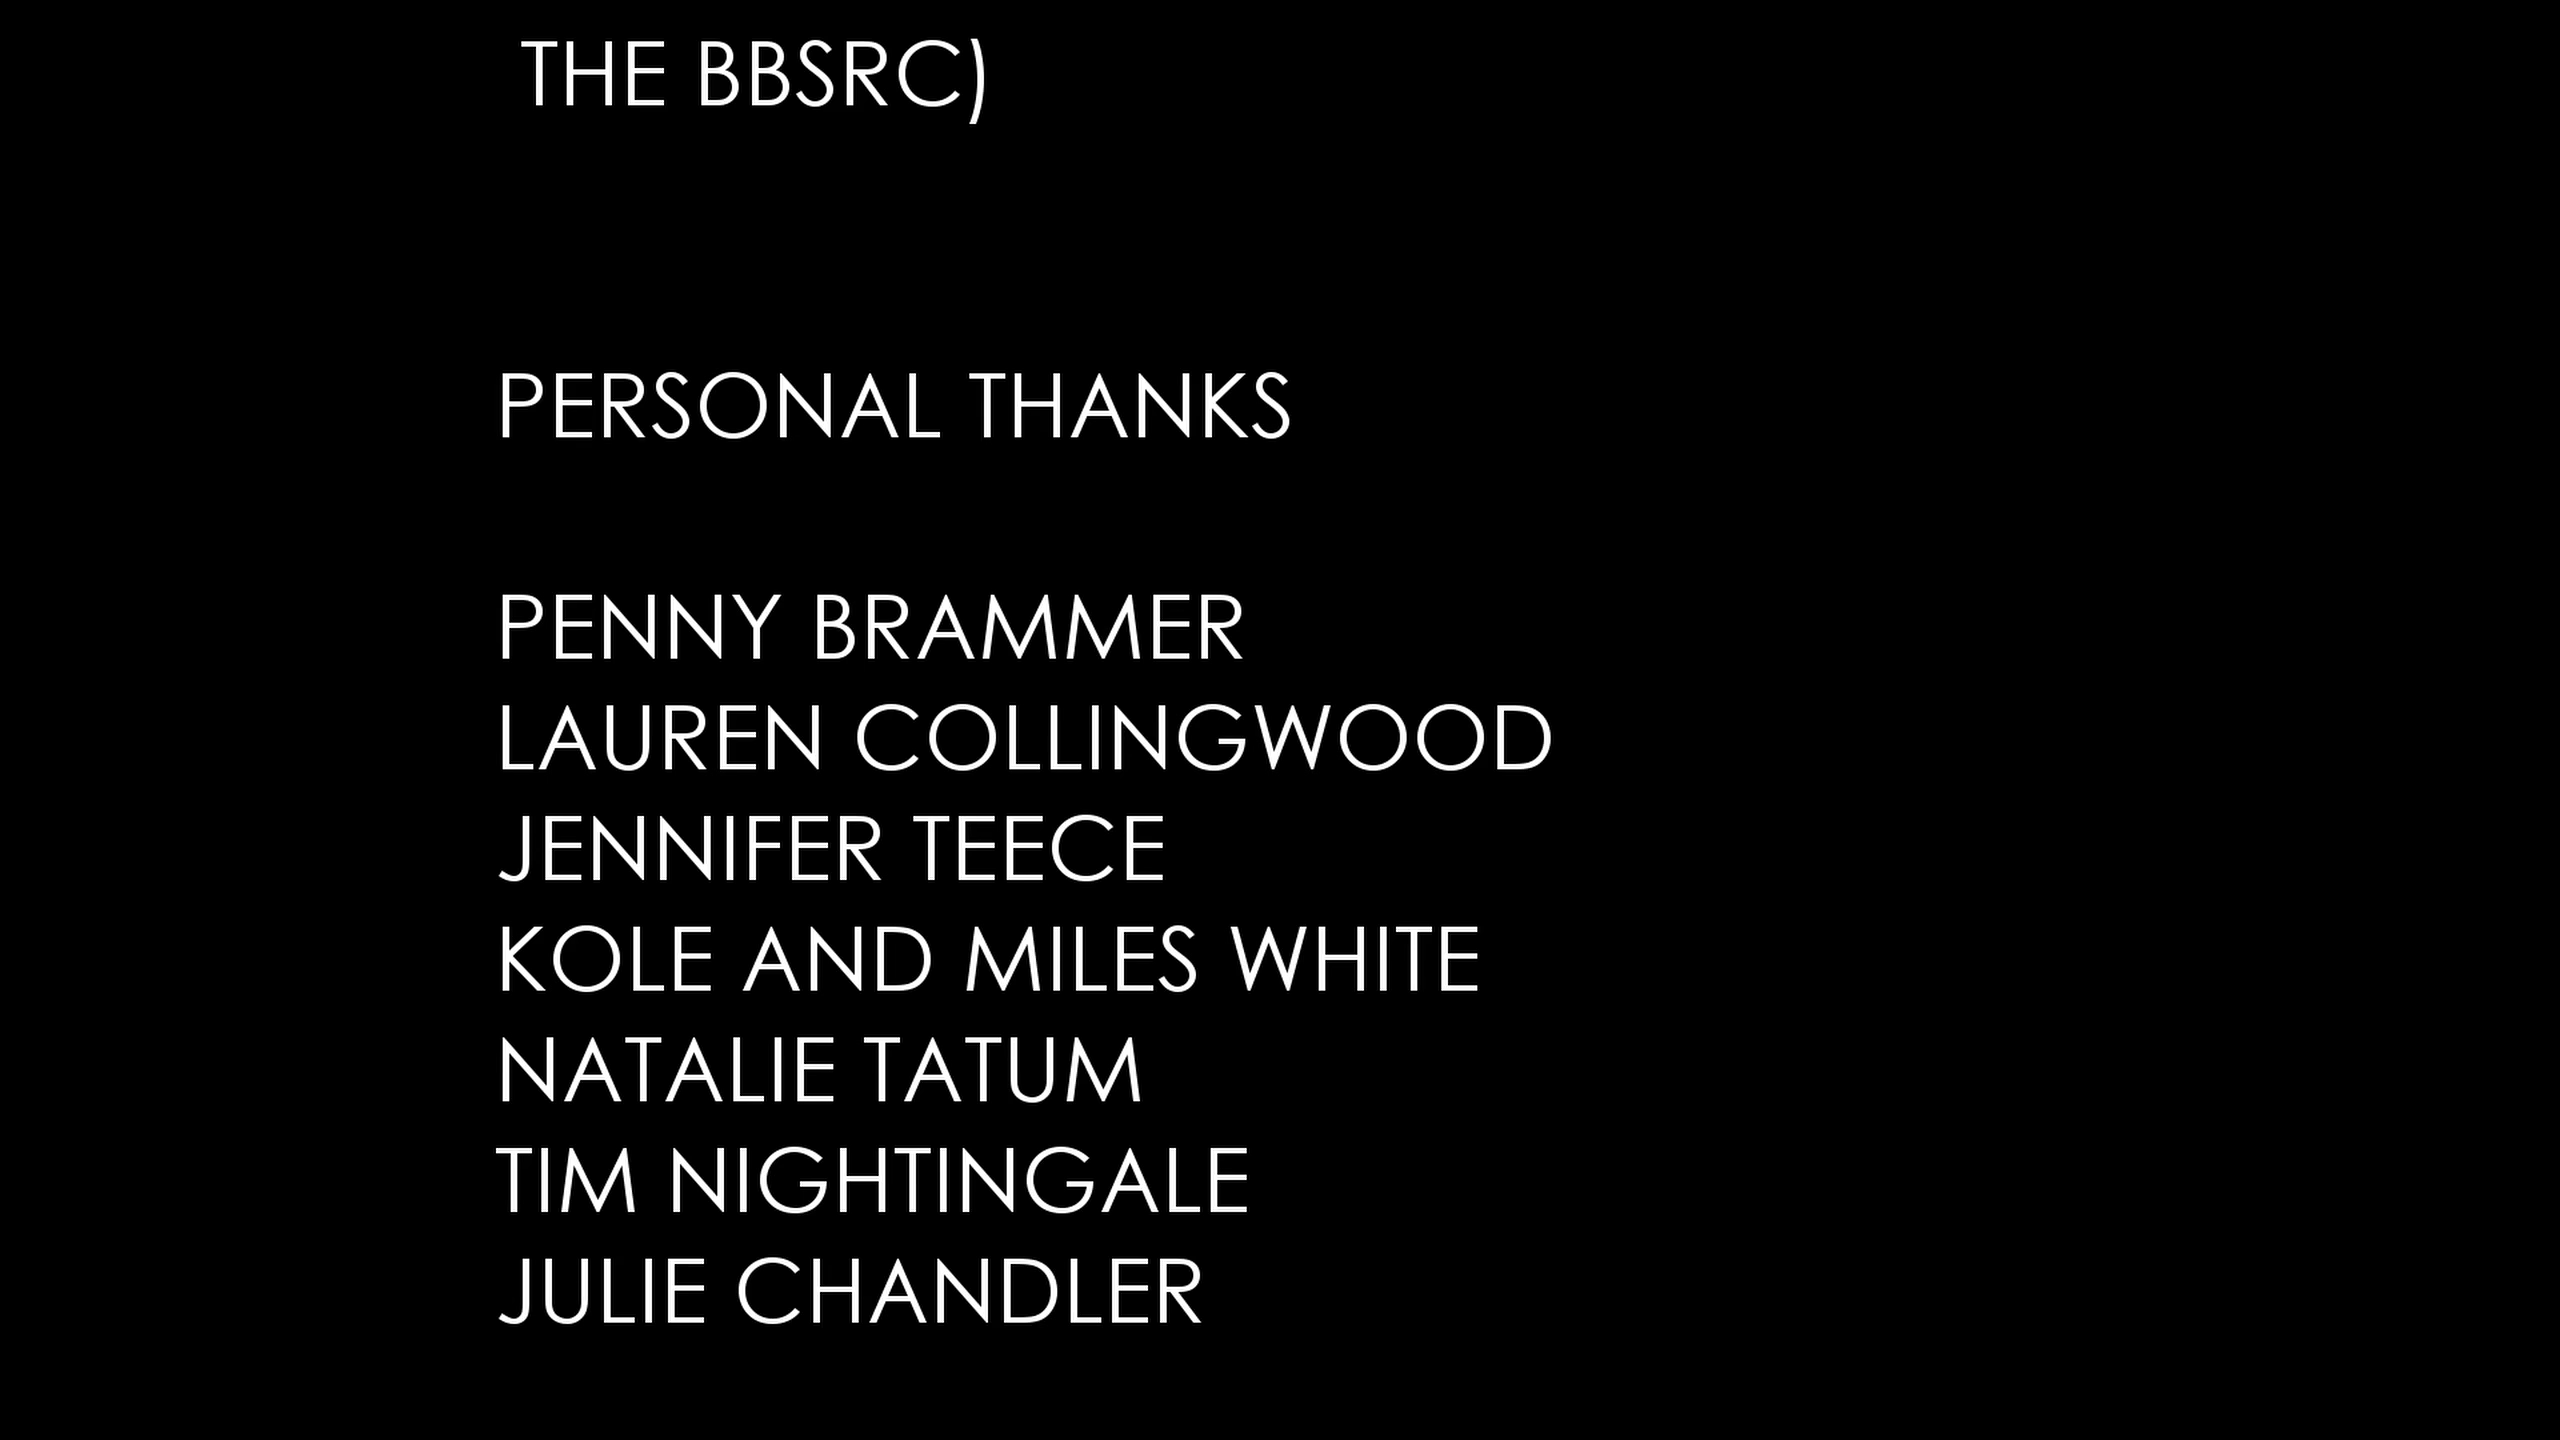 THE BBSRC)
PERSONAL THANKS
PENNY BRAMMER
LAUREN COLLINGWOOD
JENNIFER TEECE
KOLE AND MILES WHITE
NATALIE TATUM
TIM NIGHTINGALE
JULIE CHANDLER